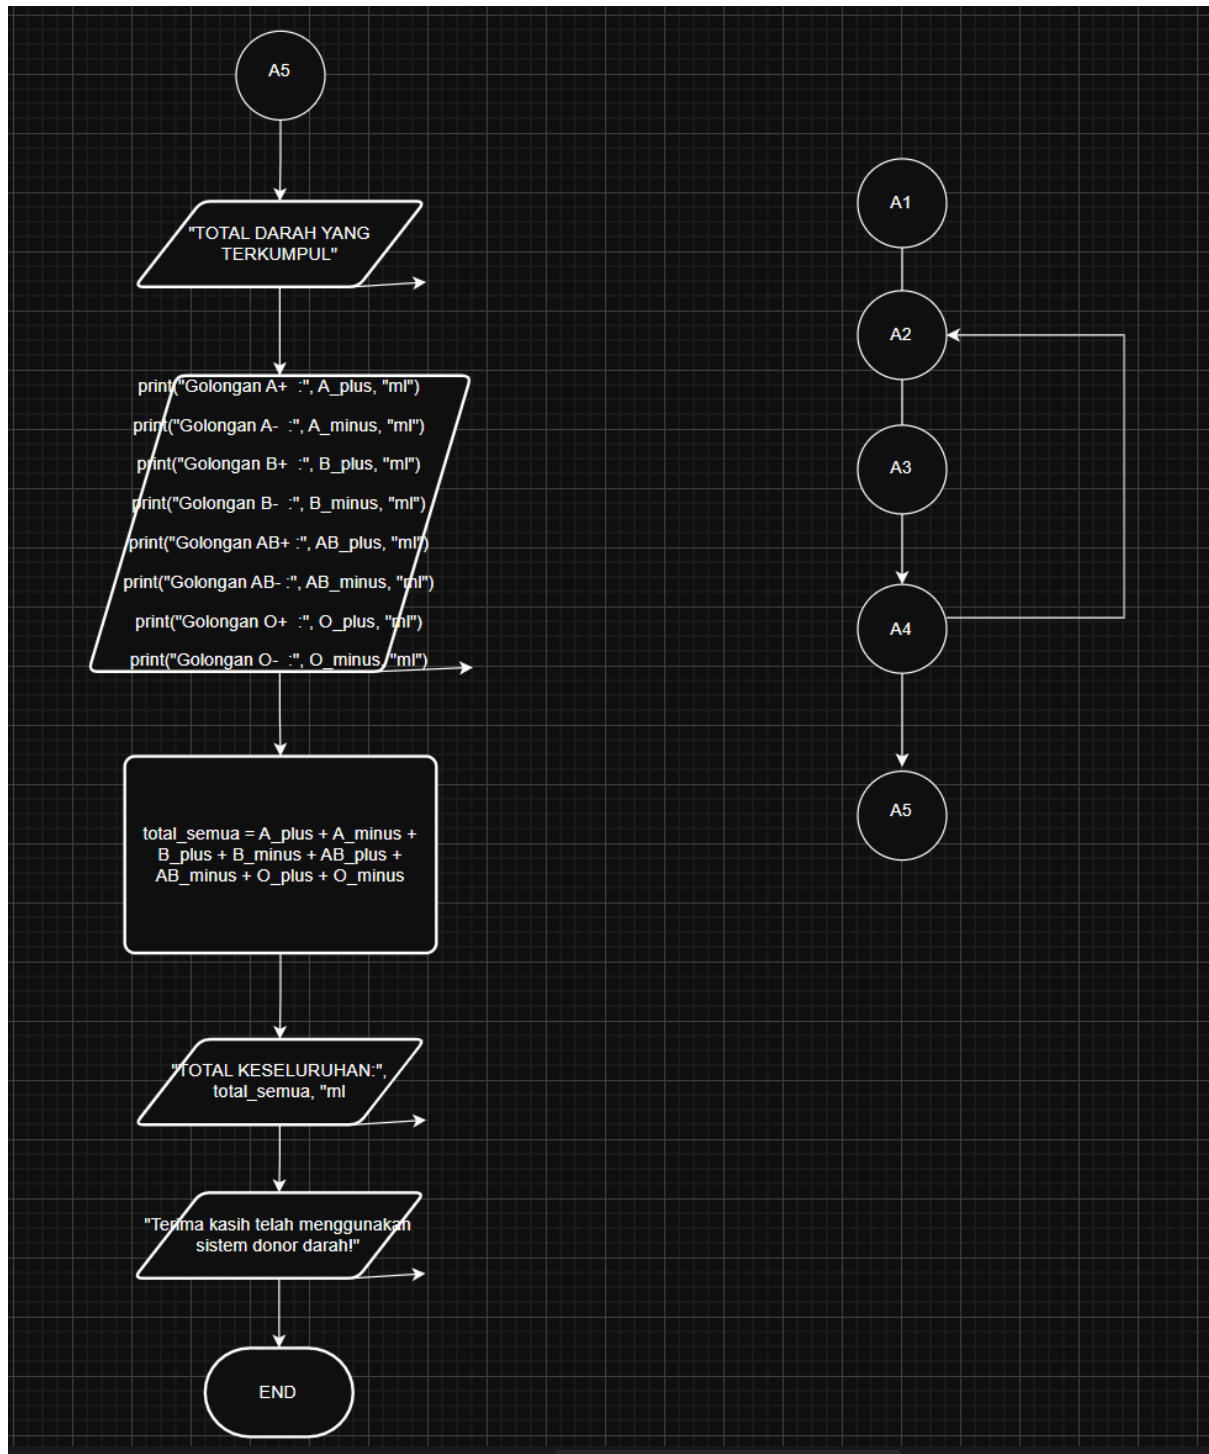 A5
"TOTAL DARAH YANG
TERKUMPUL"
print("Golongan A+  :", A_plus, "ml")
print("Golongan A-  :", A_minus, "ml")
print("Golongan B+  :", B_plus, "ml")
print("Golongan B-  :", B_minus, "ml")
print("Golongan AB+ :", AB_plus, "ml")
print("Golongan AB- :", AB_minus, "ml")
print("Golongan O+  :", O_plus, "ml")
print("Golongan O-  :", O_minus, "ml")
total_semua = A_plus + A_minus +
B_plus + B_minus + AB_plus +
AB_minus + O_plus + O_minus
"TOTAL KESELURUHAN:",
total_semua, "ml
"Terima kasih telah menggunakan
sistem donor darah!"
END
A1
A2
A3
A4
A5